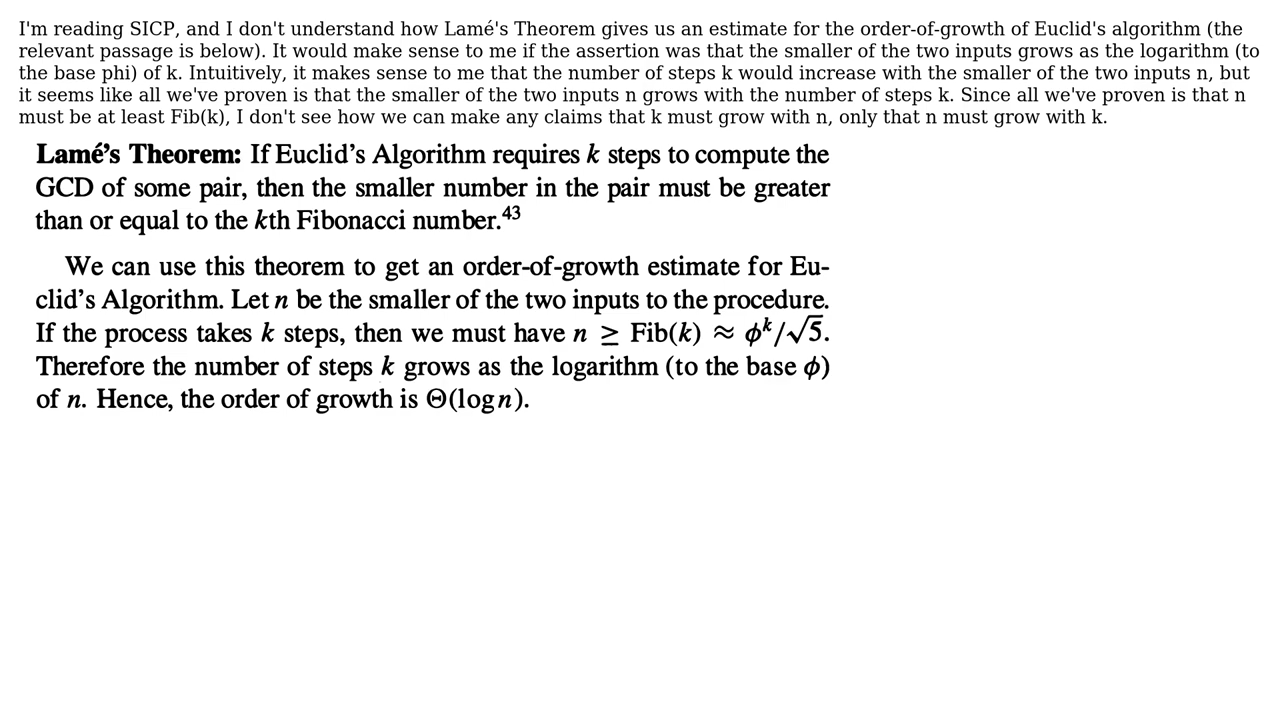 I'm reading SICP, and I don't understand how Lamé's Theorem gives us an estimate for the order-of-growth of Euclid's algorithm (the
relevant passage is below). It would make sense to me if the assertion was that the smaller of the two inputs grows as the logarithm (to
the base phi) of k. Intuitively, it makes sense to me that the number of steps k would increase with the smaller of the two inputs n, but
it seems like all we've proven is that the smaller of the two inputs n grows with the number of steps k. Since all we've proven is that n
must be at least Fib(k), I don't see how we can make any claims that k must grow with n, only that n must grow with k.
Lamé's Theorem: If Euclid's Algorithm requires k steps to compute the
GCD of some pair, then the smaller number in the pair must be greater
than or equal to the kth Fibonacci number.⁴³
We can use this theorem to get an order-of-growth estimate for Eu-
clid's Algorithm. Let n be the smaller of the two inputs to the procedure.
If the process takes k steps, then we must have n ≥ Fib(k) ≈ ϕᵏ/√5.
Therefore the number of steps k grows as the logarithm (to the base ϕ)
of n. Hence, the order of growth is Θ(log n).